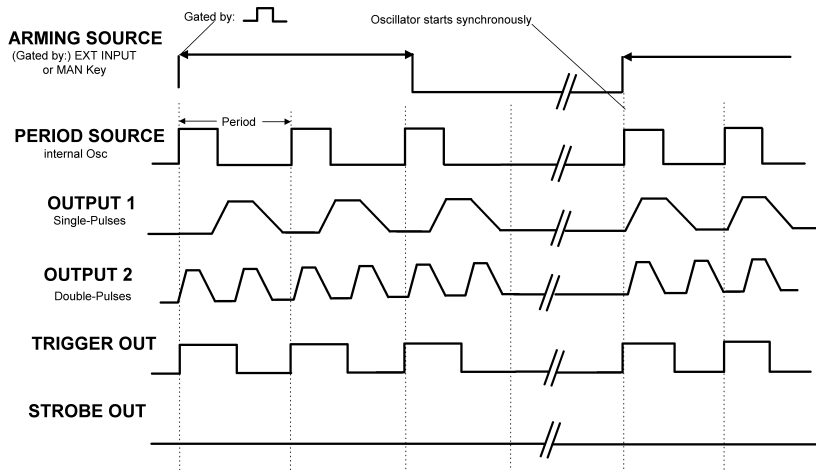 Gated by:
Oscillator starts synchronously
ARMING SOURCE
(Gated by:) EXT INPUT
or MAN Key
Period
PERIOD SOURCE
internal Osc
OUTPUT 1
Single-Pulses
OUTPUT 2
Double-Pulses
TRIGGER OUT
STROBE OUT